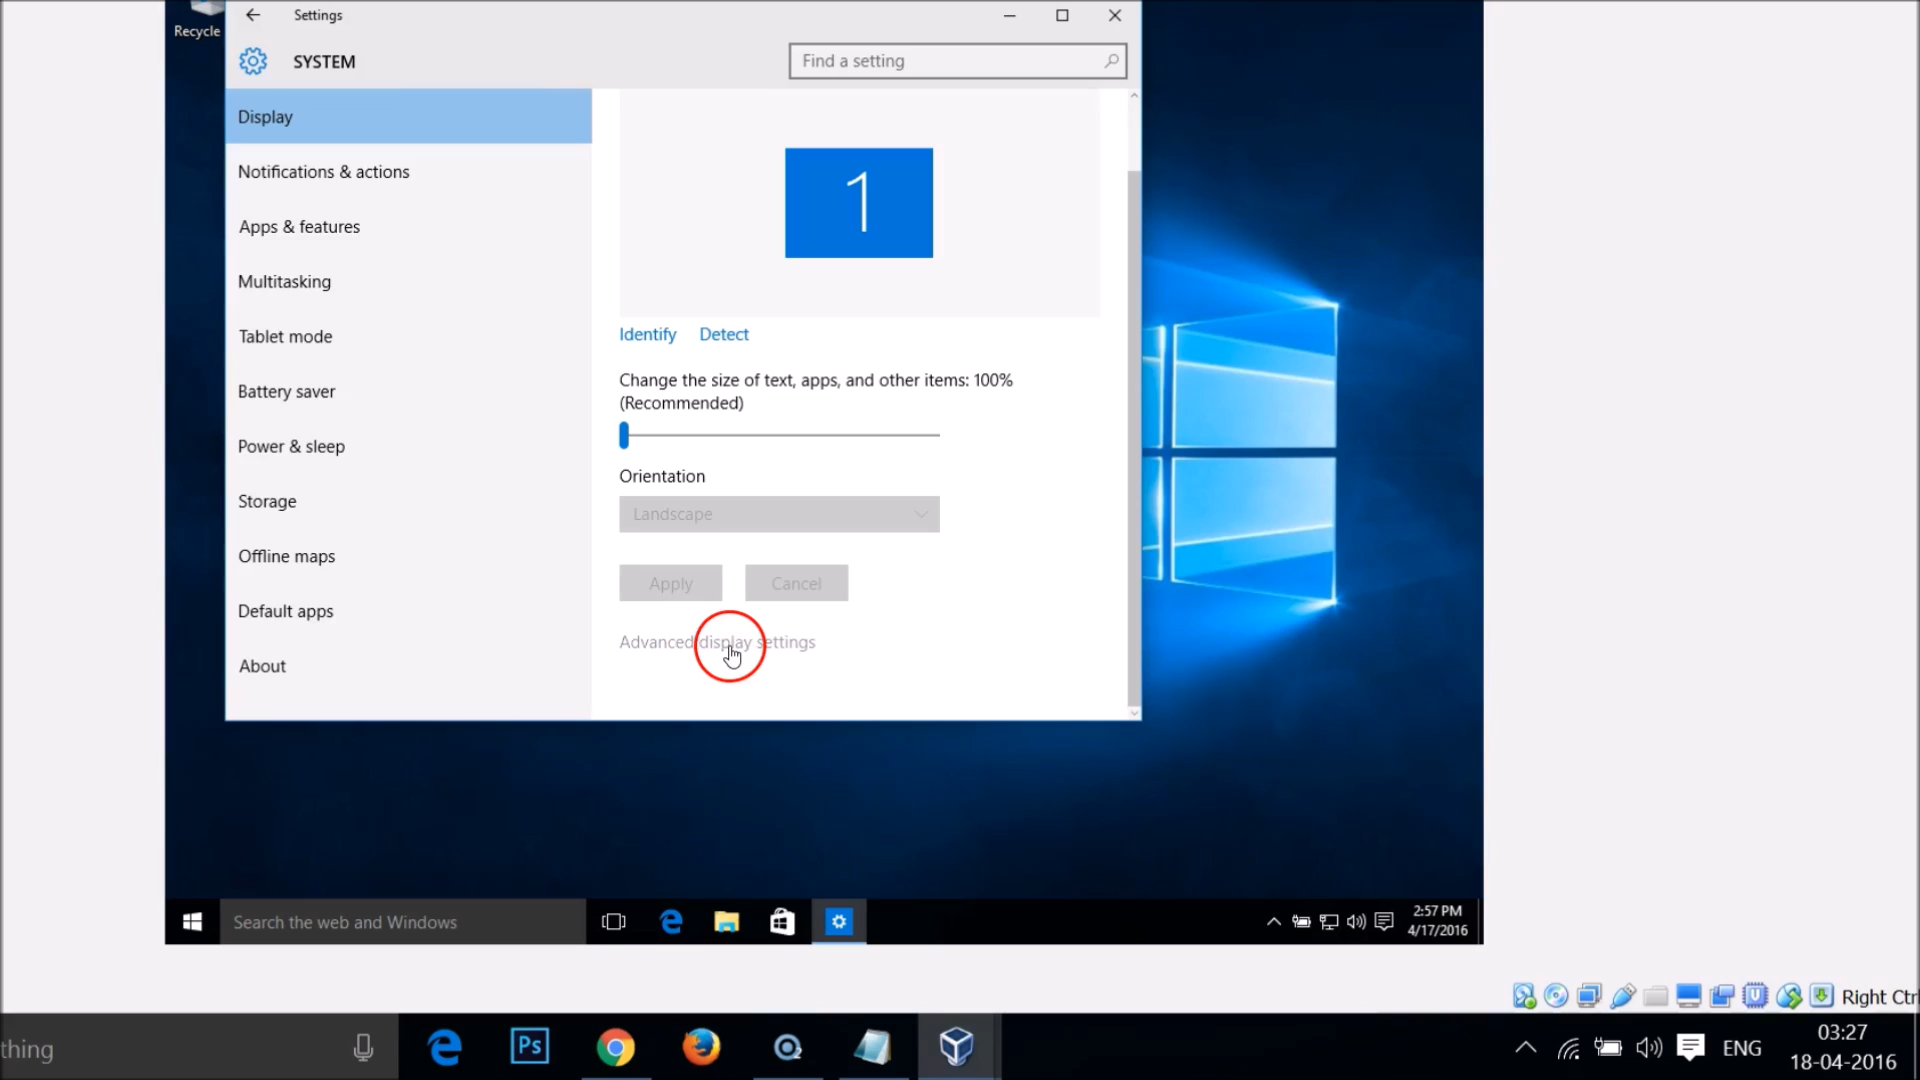 Recycle
Settings
SYSTEM
Find a setting
Display
Notifications & actions
Apps & features
Multitasking
Tablet mode
Battery saver
Power & sleep
Storage
Offline maps
Default apps
About
1
Identify Detect
Change the size of text, apps, and other items: 100%
(Recommended)
Orientation
Landscape
Apply Cancel
Advanced display settings
Search the web and Windows
2:57 PM
4/17/2016
Right Ctrl
thing
Ps
ENG
03:27
18-04-2016